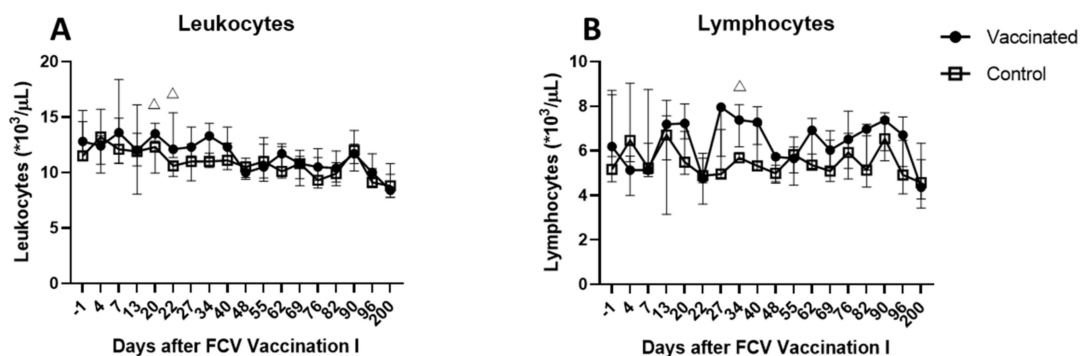 A
Leukocytes
Leukocytes (*10³/µL)
20
15
10
5
0
-1 4 7 13 20 22 27 34 40 48 55 62 69 76 82 90 96 200
Days after FCV Vaccination I
B
Lymphocytes
Lymphocytes (*10³/µL)
10
8
6
4
2
0
-1 4 7 13 20 22 27 34 40 48 55 62 69 76 82 90 96 200
Days after FCV Vaccination I
Vaccinated
Control